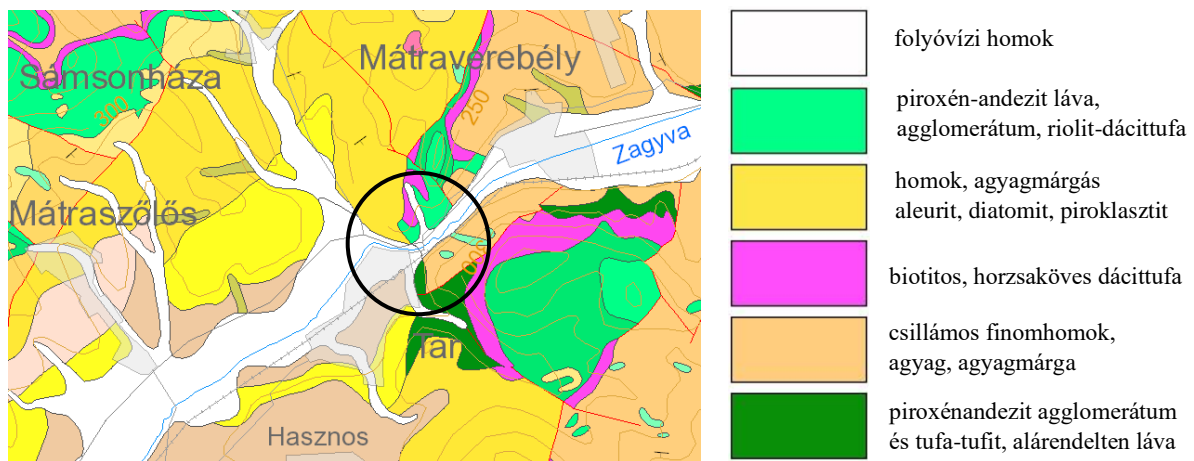 Mátraverebély
Sámsonháza
300
250
Zagyva
Mátraszőlős
Tar
Hasznos
folyóvízi homok
piroxén-andezit láva,
agglomerátum, riolit-dácittufa
homok, agyagmárgás
aleurit, diatomit, piroklasztit
biotitos, horzsaköves dácittufa
csillámos finomhomok,
agyag, agyagmárga
piroxénandezit agglomerátum
és tufa-tufit, alárendelten láva